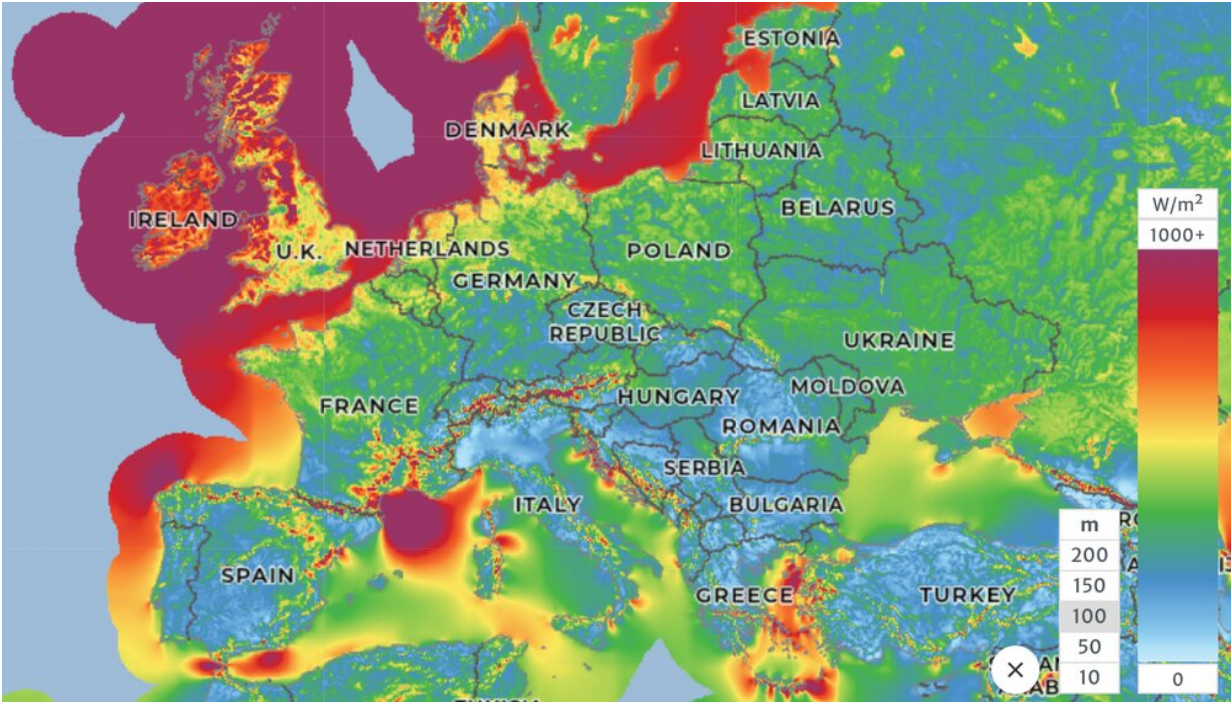 ESTONIA
LATVIA
DENMARK
LITHUANIA
BELARUS
IRELAND
U.K.
NETHERLANDS
POLAND
GERMANY
CZECH
REPUBLIC
UKRAINE
FRANCE
HUNGARY
MOLDOVA
ROMANIA
SERBIA
ITALY
BULGARIA
SPAIN
GREECE
TURKEY
W/m²
1000+
0
m
200
150
100
50
10